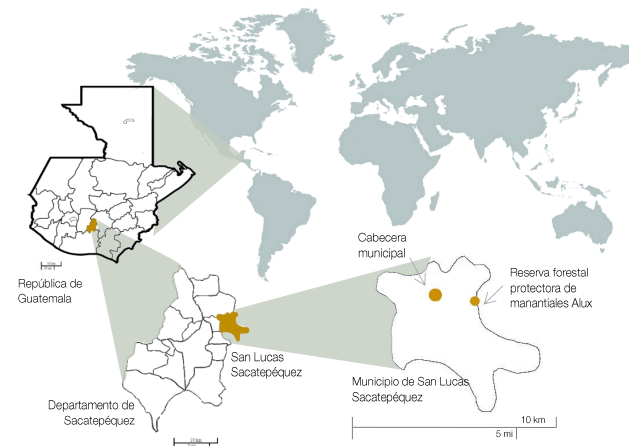 Cabecera
municipal
Reserva forestal
protectora de
manantiales Alux
República de
Guatemala
San Lucas
Sacatepéquez
Municipio de San Lucas
Sacatepéquez
Departamento de
Sacatepéquez
10 km
5 mi